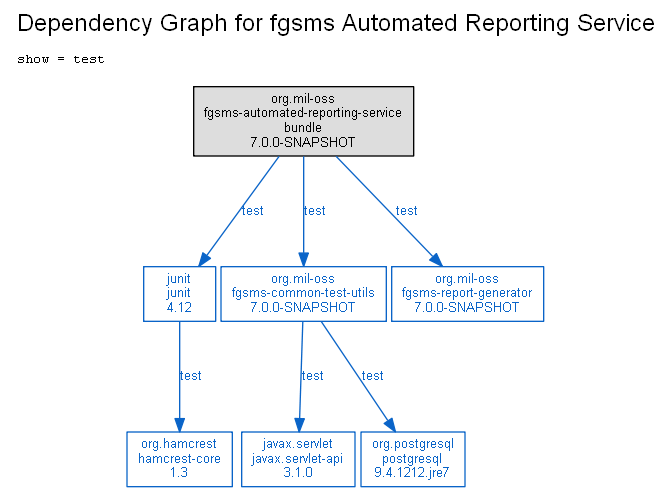 Dependency Graph for fgsms Automated Reporting Service
show = test
org.mil-oss
fgsms-automated-reporting-service
bundle
7.0.0-SNAPSHOT
test
test
test
junit
junit
4.12
org.mil-oss
fgsms-common-test-utils
7.0.0-SNAPSHOT
org.mil-oss
fgsms-report-generator
7.0.0-SNAPSHOT
test
test
test
org.hamcrest
hamcrest-core
1.3
javax.servlet
javax.servlet-api
3.1.0
org.postgresql
postgresql
9.4.1212.jre7